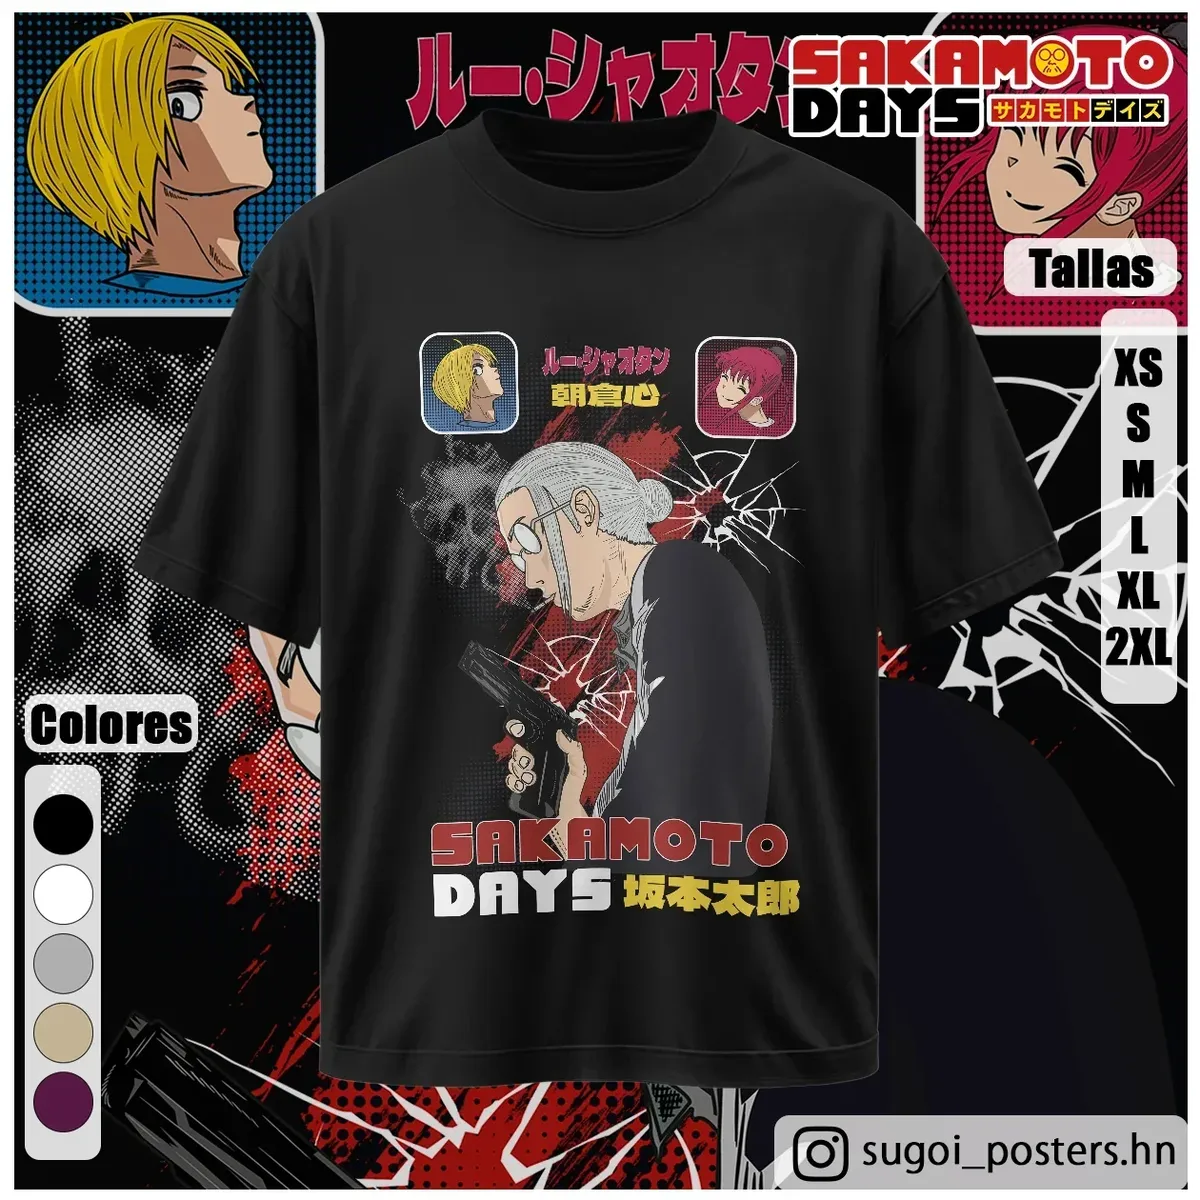 ルー・シャオタン
SAKAMOTO
DAYS サカモトデイズ
Tallas
XS
S
M
L
XL
2XL
ルー・シャオタン
朝倉心
Colores
SAKAMOTO
DAYS 坂本太郎
sugoi_posters.hn